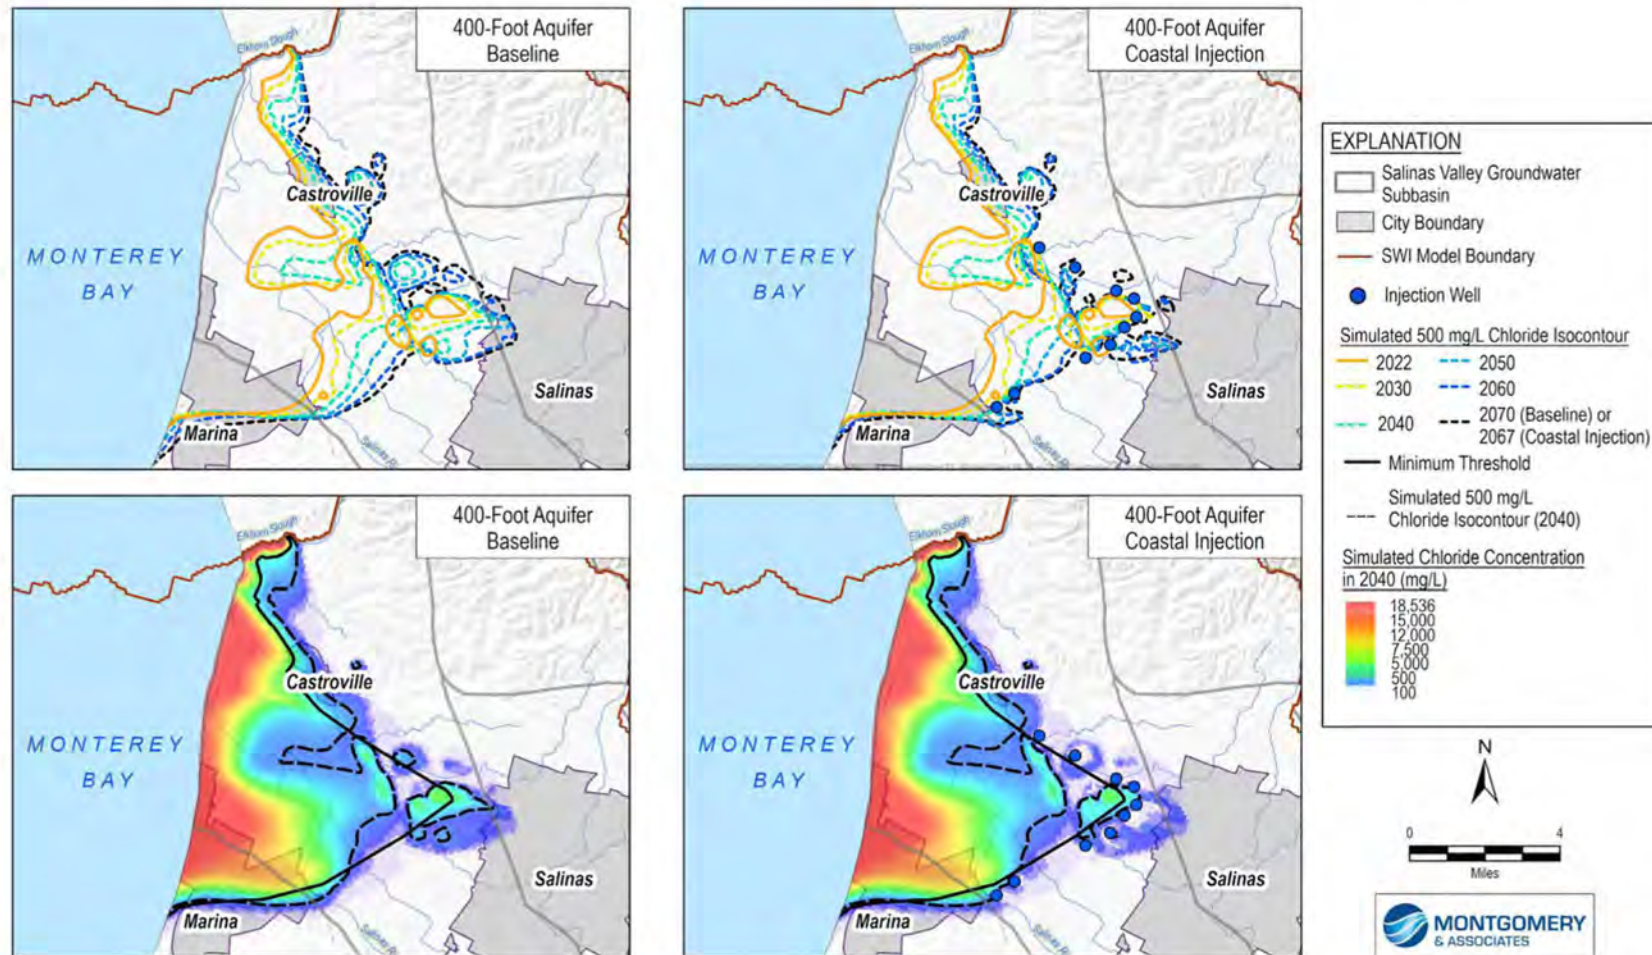 400-Foot Aquifer
Baseline
Elkhorn Slough
Castroville
MONTEREY
BAY
Salinas
Marina
400-Foot Aquifer
Coastal Injection
Elkhorn Slough
Castroville
MONTEREY
BAY
Salinas
Marina
400-Foot Aquifer
Baseline
Elkhorn Slough
Castroville
MONTEREY
BAY
Salinas
Marina
400-Foot Aquifer
Coastal Injection
Elkhorn Slough
Castroville
MONTEREY
BAY
Salinas
Marina
EXPLANATION
Salinas Valley Groundwater
Subbasin
City Boundary
SWI Model Boundary
Injection Well
Simulated 500 mg/L Chloride Isocontour
2022 2050
2030 2060
2040 2070 (Baseline) or
2067 (Coastal Injection)
Minimum Threshold
Simulated 500 mg/L
Chloride Isocontour (2040)
Simulated Chloride Concentration
in 2040 (mg/L)
18,536
15,000
12,000
7,500
5,000
500
100
N
0 4
Miles
MONTGOMERY
& ASSOCIATES